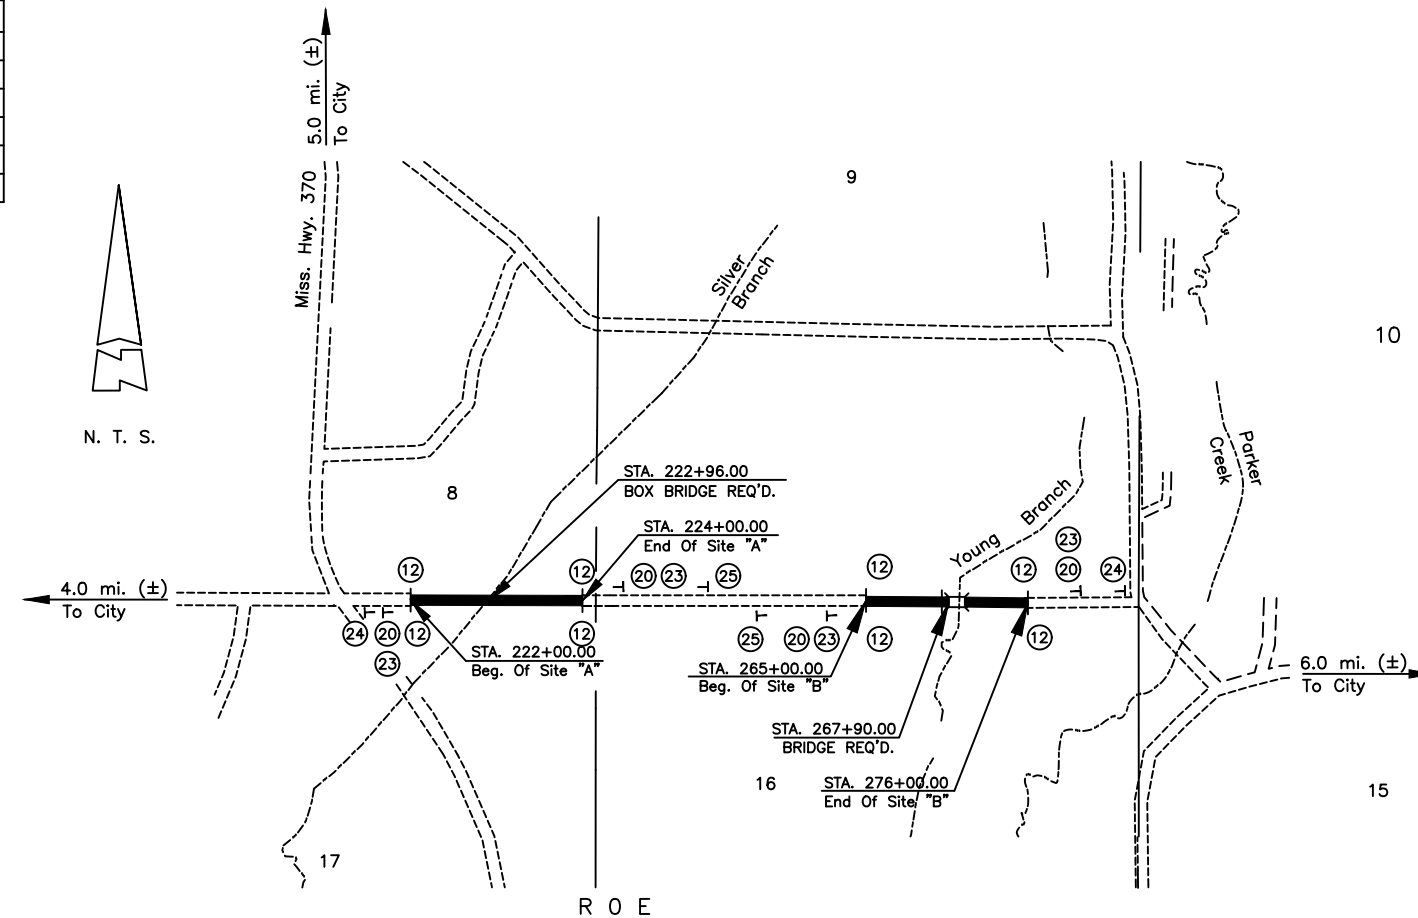 5.0 mi. (±)
To City
Miss. Hwy. 370
9
Silver
Branch
10
N. T. S.
Parker
Creek
STA. 222+96.00
BOX BRIDGE REQ'D.
8
STA. 224+00.00
End Of Site "A"
Young Branch
23
12
12
20
23
25
12
12
20
24
4.0 mi. (±)
To City
24
20
12
12
25
20
23
12
12
23
STA. 222+00.00
Beg. Of Site "A"
STA. 265+00.00
Beg. Of Site "B"
6.0 mi. (±)
To City
STA. 267+90.00
BRIDGE REQ'D.
16
STA. 276+00.00
End Of Site "B"
15
17
R O E